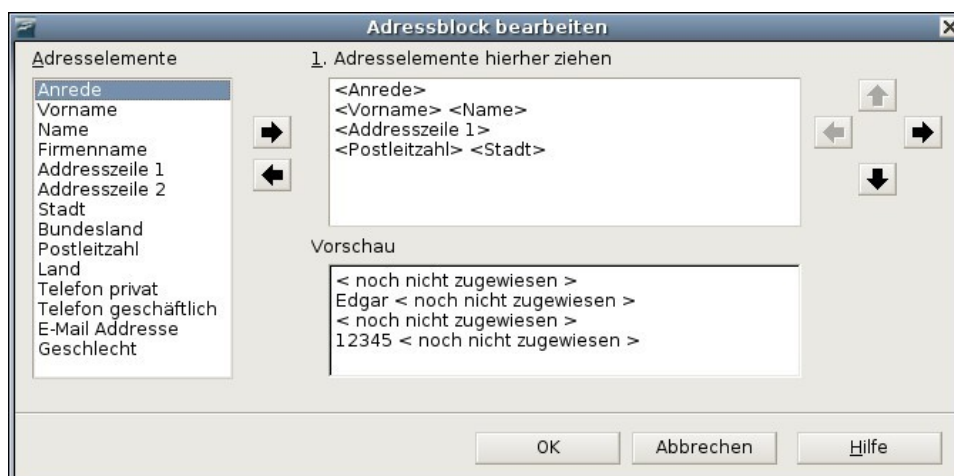 Adressblock bearbeiten
Adresselemente
Anrede
Vorname
Name
Firmenname
Addresszeile 1
Addresszeile 2
Stadt
Bundesland
Postleitzahl
Land
Telefon privat
Telefon geschäftlich
E-Mail Addresse
Geschlecht
1. Adresselemente hierher ziehen
<Anrede>
<Vorname> <Name>
<Addresszeile 1>
<Postleitzahl> <Stadt>
Vorschau
< noch nicht zugewiesen >
Edgar < noch nicht zugewiesen >
< noch nicht zugewiesen >
12345 < noch nicht zugewiesen >
OK
Abbrechen
Hilfe